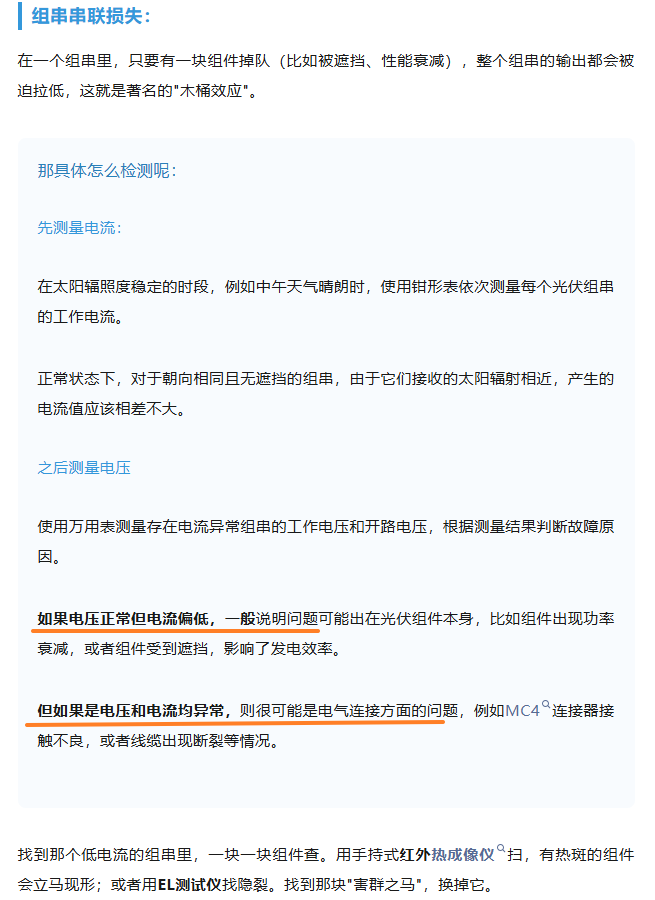 组串串联损失：
在一个组串里，只要有一块组件掉队（比如被遮挡、性能衰减），整个组串的输出都会被
迫拉低，这就是著名的"木桶效应"。
那具体怎么检测呢：
先测量电流：
在太阳辐照度稳定的时段，例如中午天气晴朗时，使用钳形表依次测量每个光伏组串
的工作电流。
正常状态下，对于朝向相同且无遮挡的组串，由于它们接收的太阳辐射相近，产生的
电流值应该相差不大。
之后测量电压
使用万用表测量存在电流异常组串的工作电压和开路电压，根据测量结果判断故障原
因。
如果电压正常但电流偏低，一般说明问题可能出在光伏组件本身，比如组件出现功率
衰减，或者组件受到遮挡，影响了发电效率。
但如果是电压和电流均异常，则很可能是电气连接方面的问题，例如MC4连接器接
触不良，或者线缆出现断裂等情况。
找到那个低电流的组串里，一块一块组件查。用手持式红外热成像仪扫，有热斑的组件
会立马现形；或者用EL测试仪找隐裂。找到那块"害群之马"，换掉它。